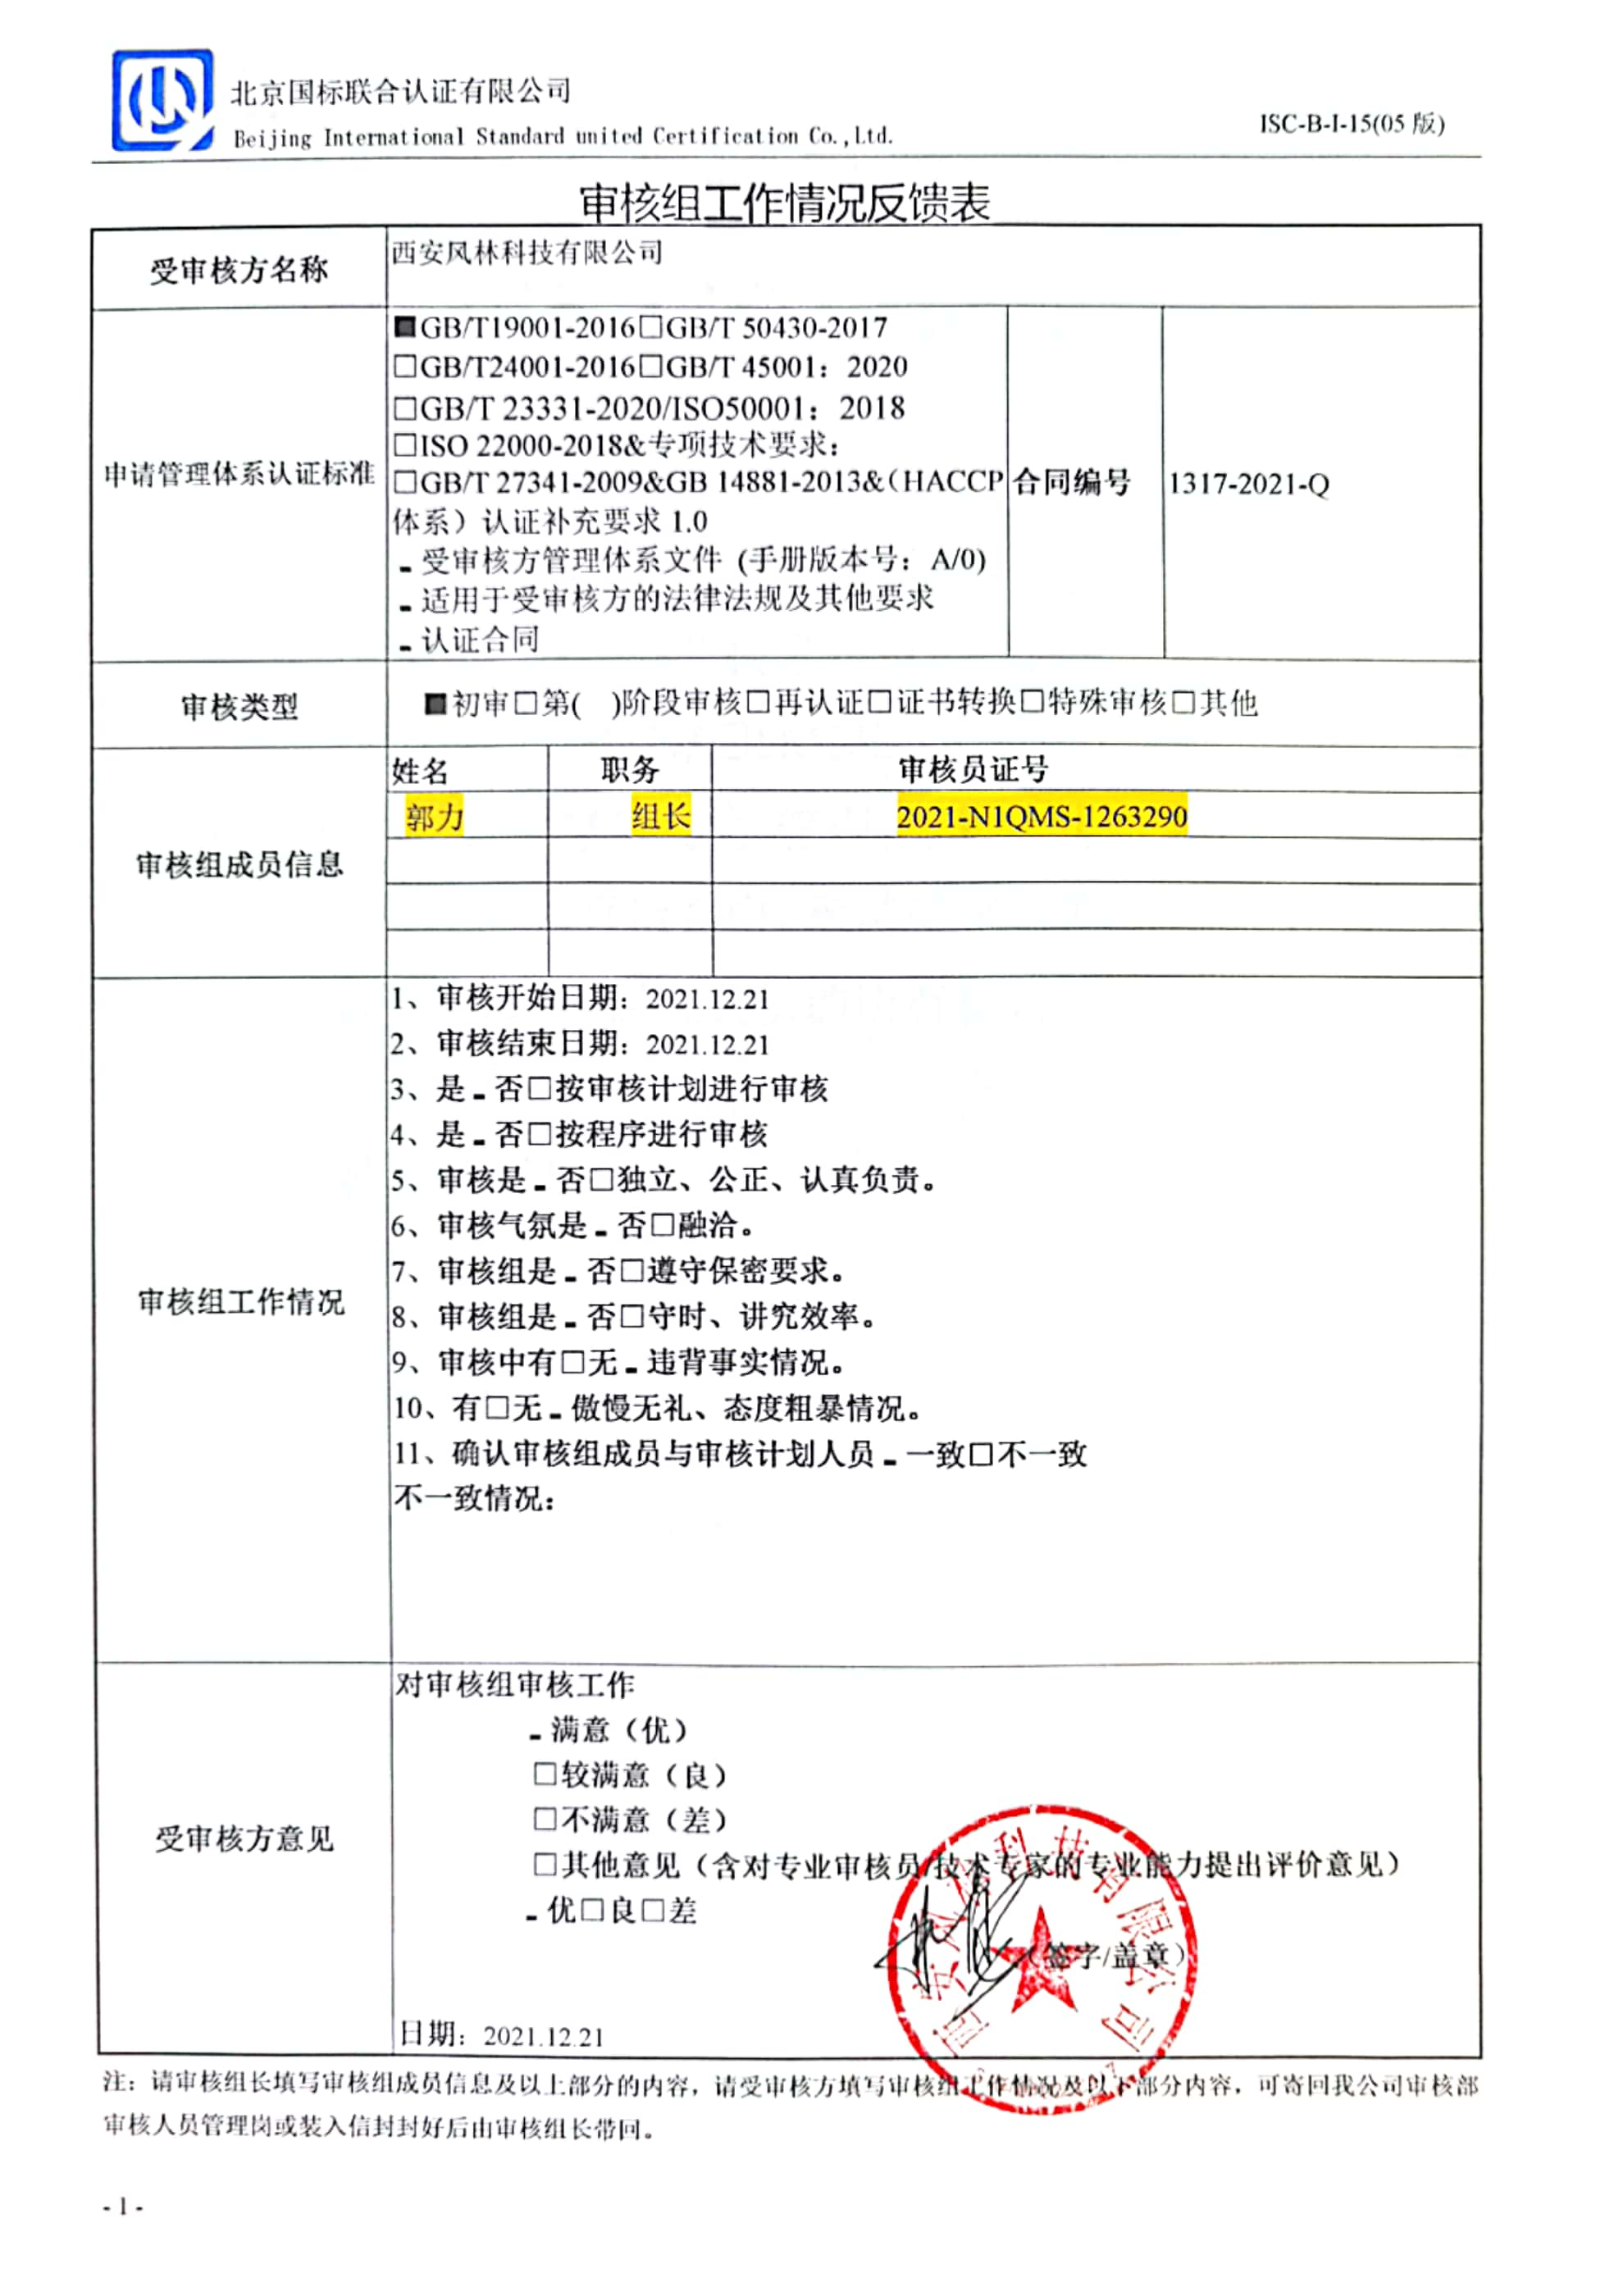 北京国标联合认证有限公司
Beijing International Standard united Certification Co.,Ltd.
ISC-B-I-15(05 版)
审核组工作情况反馈表
受审核方名称
西安风林科技有限公司
申请管理体系认证标准
■GB/T19001-2016□GB/T 50430-2017
□GB/T24001-2016□GB/T 45001：2020
□GB/T 23331-2020/ISO50001：2018
□ISO 22000-2018&专项技术要求：
□GB/T 27341-2009&GB 14881-2013&（HACCP
体系）认证补充要求 1.0
▬ 受审核方管理体系文件 (手册版本号：A/0)
▬ 适用于受审核方的法律法规及其他要求
▬ 认证合同
合同编号
1317-2021-Q
审核类型
■初审□第( )阶段审核□再认证□证书转换□特殊审核□其他
审核组成员信息
姓名 职务 审核员证号
郭力 组长 2021-N1QMS-1263290
审核组工作情况
1、审核开始日期：2021.12.21
2、审核结束日期：2021.12.21
3、是▬否□按审核计划进行审核
4、是▬否□按程序进行审核
5、审核是▬否□独立、公正、认真负责。
6、审核气氛是▬否□融洽。
7、审核组是▬否□遵守保密要求。
8、审核组是▬否□守时、讲究效率。
9、审核中有□无▬违背事实情况。
10、有□无▬傲慢无礼、态度粗暴情况。
11、确认审核组成员与审核计划人员▬一致□不一致
不一致情况：
受审核方意见
对审核组审核工作
▬ 满意（优）
□较满意（良）
□不满意（差）
□其他意见（含对专业审核员/技术专家的专业能力提出评价意见）
▬ 优□良□差
（签字/盖章）
日期：2021.12.21
西安风林科技有限公司
注：请审核组长填写审核组成员信息及以上部分的内容，请受审核方填写审核组工作情况及以下部分内容，可寄回我公司审核部
审核人员管理岗或装入信封封好后由审核组长带回。
- 1 -